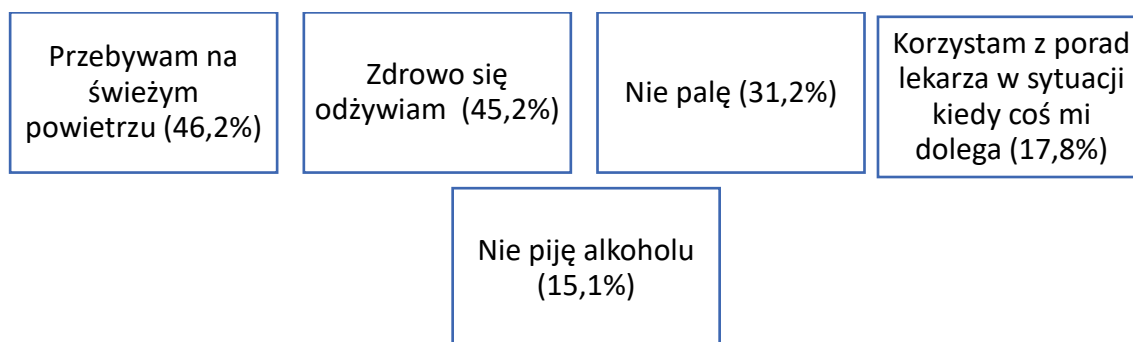 Przebywam na
świeżym
powietrzu (46,2%)
Zdrowo się
odżywiam (45,2%)
Nie palę (31,2%)
Korzystam z porad
lekarza w sytuacji
kiedy coś mi
dolega (17,8%)
Nie piję alkoholu
(15,1%)